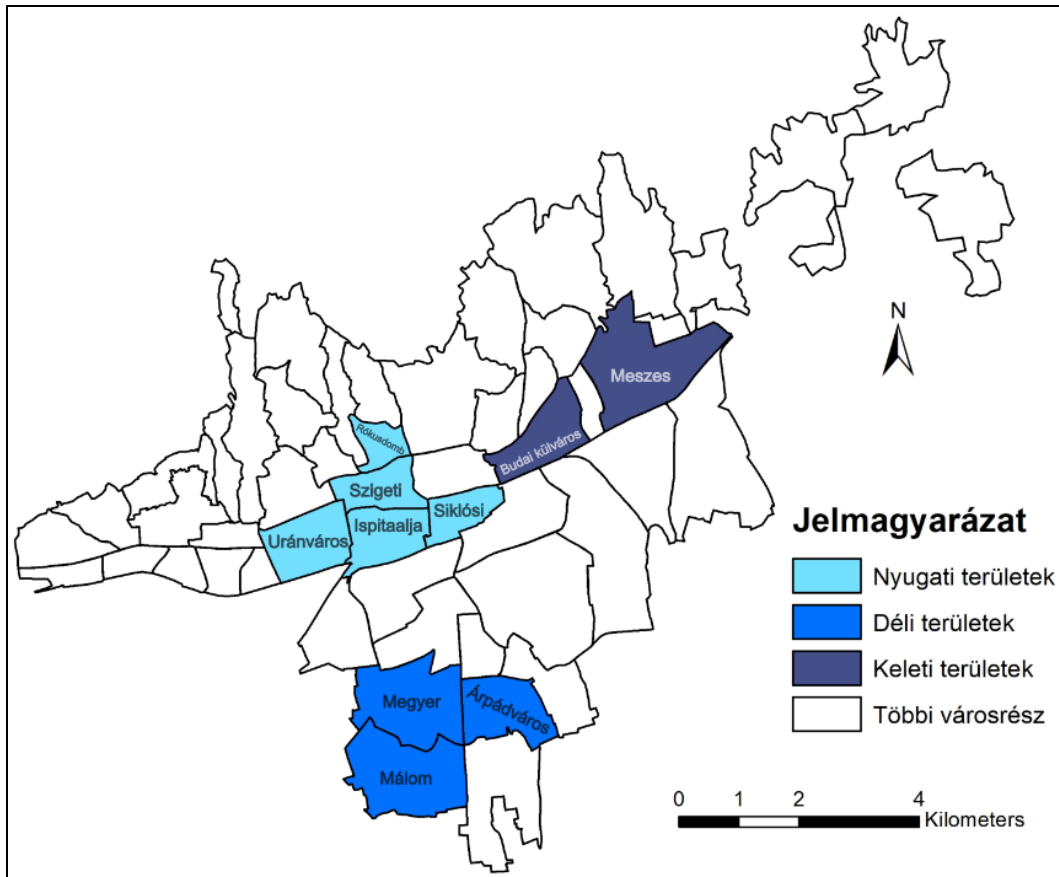 N
Meszes
Rókusdomb
Budai külváros
Szigeti
Siklósi
Ispitaalja
Uránváros
Megyer
Árpádváros
Málom
Jelmagyarázat
Nyugati területek
Déli területek
Keleti területek
Többi városrész
0 1 2 4
Kilometers